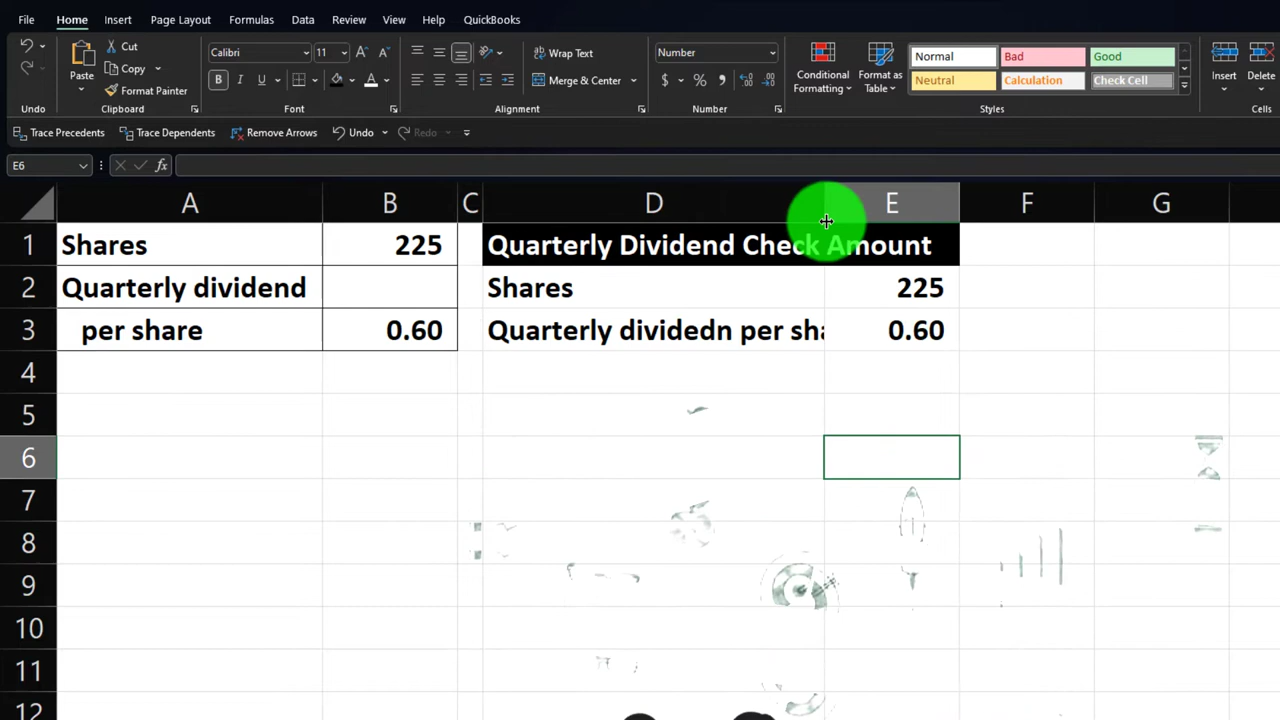 File Home Insert Page Layout Formulas Data Review View Help QuickBooks
Paste Cut Copy Format Painter
Calibri 11
B I U A
Wrap Text
Merge & Center
Number
$ %
Conditional Formatting
Format as Table
Normal Bad Good
Neutral Calculation Check Cell
Insert Delete
Undo Clipboard Font Alignment Number Styles Cells
Trace Precedents Trace Dependents Remove Arrows Undo Redo
E6 fx
A B C D E F G
1 Shares 225 Quarterly Dividend Check Amount
2 Quarterly dividend Shares 225
3 per share 0.60 Quarterly dividedn per sha 0.60
4
5
6
7
8
9
10
11
12